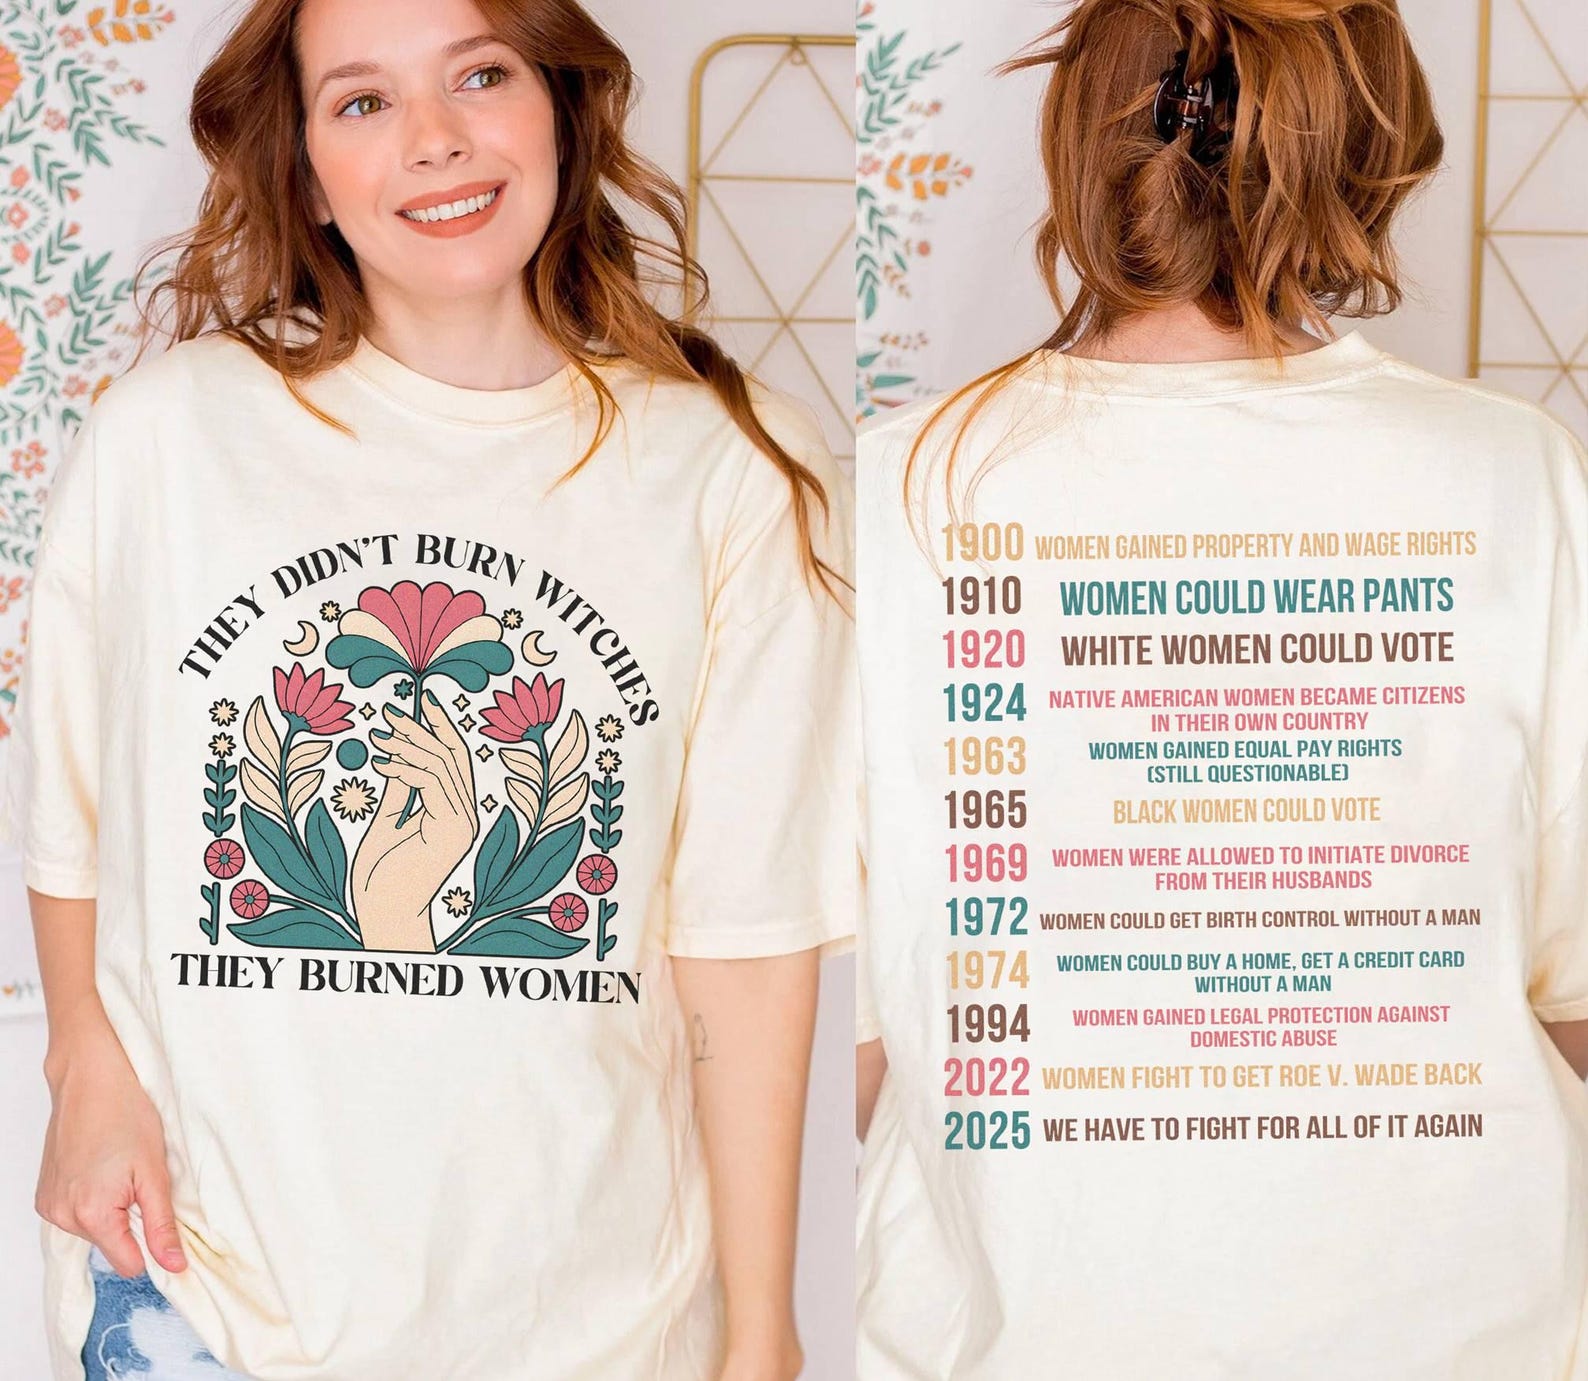 THEY DIDN'T BURN WITCHES
THEY BURNED WOMEN
1900 WOMEN GAINED PROPERTY AND WAGE RIGHTS
1910 WOMEN COULD WEAR PANTS
1920 WHITE WOMEN COULD VOTE
1924 NATIVE AMERICAN WOMEN BECAME CITIZENS
IN THEIR OWN COUNTRY
1963 WOMEN GAINED EQUAL PAY RIGHTS
(STILL QUESTIONABLE)
1965 BLACK WOMEN COULD VOTE
1969 WOMEN WERE ALLOWED TO INITIATE DIVORCE
FROM THEIR HUSBANDS
1972 WOMEN COULD GET BIRTH CONTROL WITHOUT A MAN
1974 WOMEN COULD BUY A HOME, GET A CREDIT CARD
WITHOUT A MAN
1994 WOMEN GAINED LEGAL PROTECTION AGAINST
DOMESTIC ABUSE
2022 WOMEN FIGHT TO GET ROE V. WADE BACK
2025 WE HAVE TO FIGHT FOR ALL OF IT AGAIN